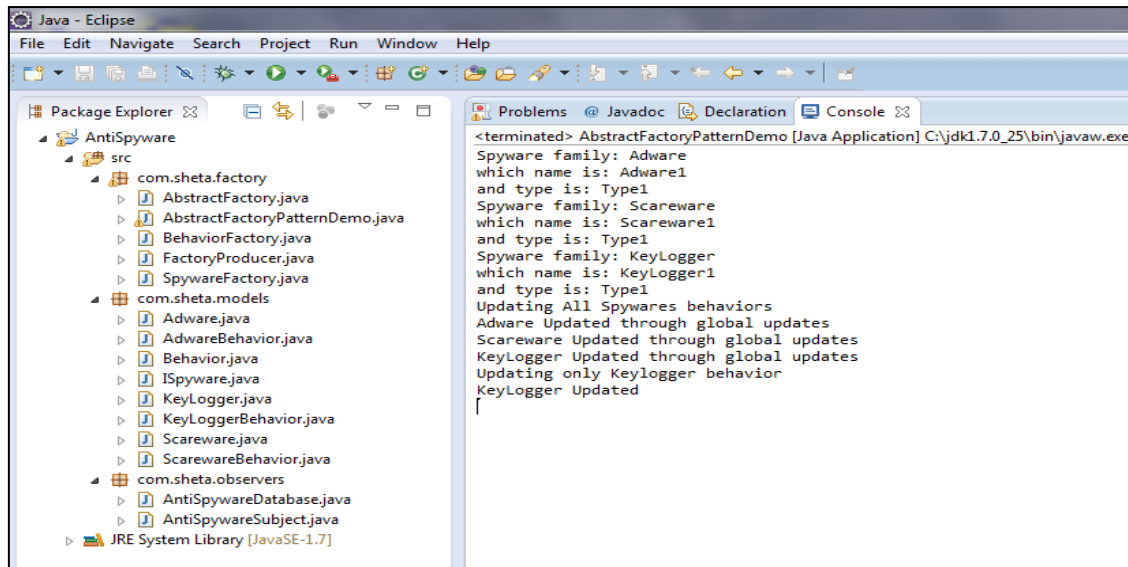 Java - Eclipse
File Edit Navigate Search Project Run Window Help
Package Explorer
AntiSpyware
src
com.sheta.factory
AbstractFactory.java
AbstractFactoryPatternDemo.java
BehaviorFactory.java
FactoryProducer.java
SpywareFactory.java
com.sheta.models
Adware.java
AdwareBehavior.java
Behavior.java
ISpyware.java
KeyLogger.java
KeyLoggerBehavior.java
Scareware.java
ScarewareBehavior.java
com.sheta.observers
AntiSpywareDatabase.java
AntiSpywareSubject.java
JRE System Library [JavaSE-1.7]
Problems @ Javadoc Declaration Console
<terminated> AbstractFactoryPatternDemo [Java Application] C:\jdk1.7.0_25\bin\javaw.exe
Spyware family: Adware
which name is: Adware1
and type is: Type1
Spyware family: Scareware
which name is: Scareware1
and type is: Type1
Spyware family: KeyLogger
which name is: KeyLogger1
and type is: Type1
Updating All Spywares behaviors
Adware Updated through global updates
Scareware Updated through global updates
KeyLogger Updated through global updates
Updating only Keylogger behavior
KeyLogger Updated